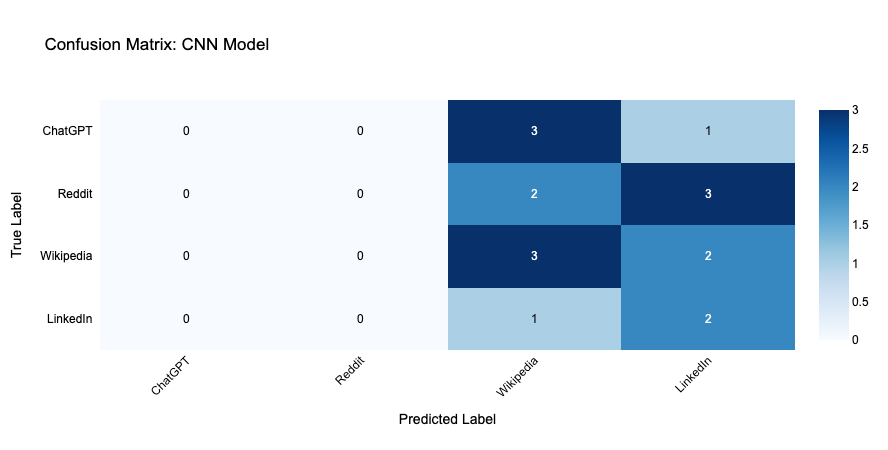 Confusion Matrix: CNN Model
True Label
ChatGPT 0 0 3 1
Reddit 0 0 2 3
Wikipedia 0 0 3 2
LinkedIn 0 0 1 2
ChatGPT Reddit Wikipedia LinkedIn
Predicted Label
3
2.5
2
1.5
1
0.5
0